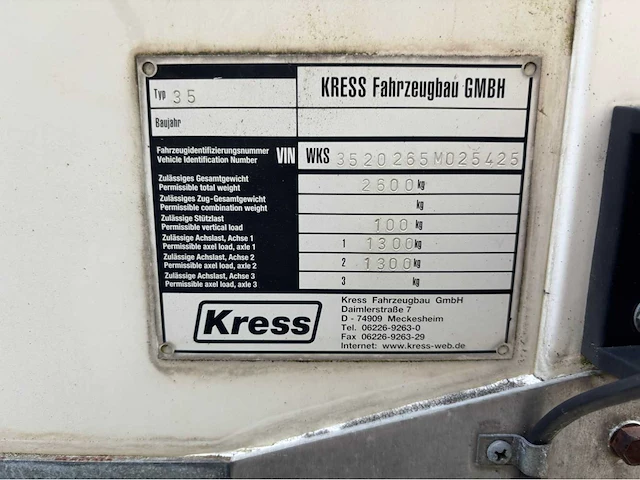 Typ 35
KRESS Fahrzeugbau GMBH
Baujahr
Fahrzeugidentifizierungsnummer
Vehicle Identification Number VIN WKS 3520265M025425
Zulässiges Gesamtgewicht
Permissible total weight 2600 kg
Zulässiges Zug-Gesamtgewicht
Permissible combination weight kg
Zulässige Stützlast
Permissible vertical load 100 kg
Zulässige Achslast, Achse 1
Permissible axel load, axle 1 1 1300 kg
Zulässige Achslast, Achse 2
Permissible axel load, axle 2 2 1300 kg
Zulässige Achslast, Achse 3
Permissible axel load, axle 3 3 kg
Kress
Kress Fahrzeugbau GmbH
Daimlerstraße 7
D - 74909 Meckesheim
Tel. 06226-9263-0
Fax 06226-9263-29
Internet: www.kress-web.de